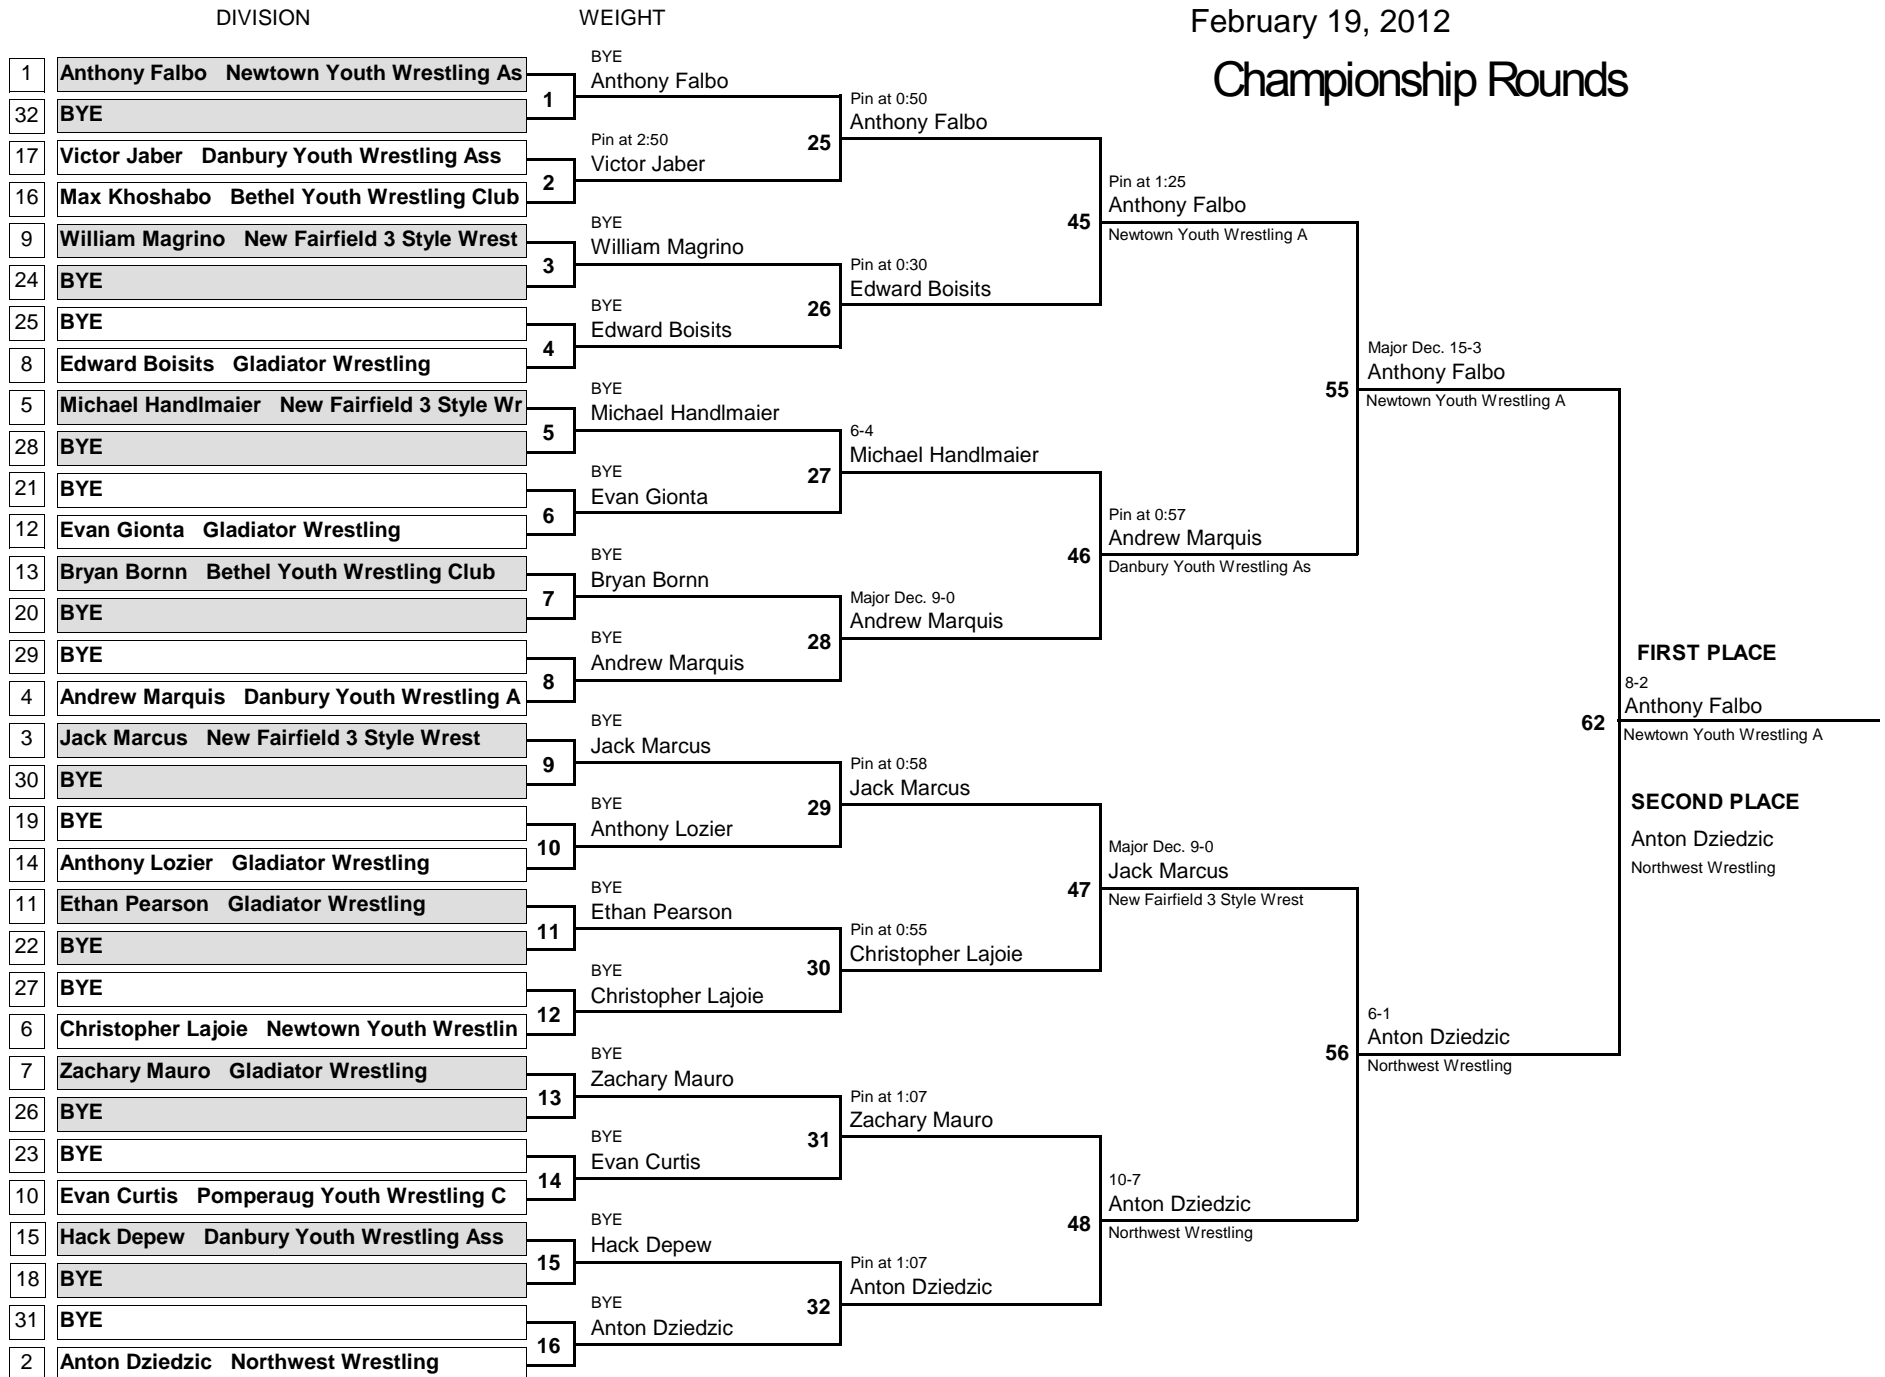 DIVISION
WEIGHT
February 19, 2012
Championship Rounds
1 Anthony Falbo Newtown Youth Wrestling As
32 BYE
17 Victor Jaber Danbury Youth Wrestling Ass
16 Max Khoshabo Bethel Youth Wrestling Club
9 William Magrino New Fairfield 3 Style Wrest
24 BYE
25 BYE
8 Edward Boisits Gladiator Wrestling
5 Michael Handlmaier New Fairfield 3 Style Wr
28 BYE
21 BYE
12 Evan Gionta Gladiator Wrestling
13 Bryan Bornn Bethel Youth Wrestling Club
20 BYE
29 BYE
4 Andrew Marquis Danbury Youth Wrestling A
3 Jack Marcus New Fairfield 3 Style Wrest
30 BYE
19 BYE
14 Anthony Lozier Gladiator Wrestling
11 Ethan Pearson Gladiator Wrestling
22 BYE
27 BYE
6 Christopher Lajoie Newtown Youth Wrestlin
7 Zachary Mauro Gladiator Wrestling
26 BYE
23 BYE
10 Evan Curtis Pomperaug Youth Wrestling C
15 Hack Depew Danbury Youth Wrestling Ass
18 BYE
31 BYE
2 Anton Dziedzic Northwest Wrestling
1
2
3
4
5
6
7
8
9
10
11
12
13
14
15
16
BYE
Anthony Falbo
Pin at 2:50
Victor Jaber
BYE
William Magrino
BYE
Edward Boisits
BYE
Michael Handlmaier
BYE
Evan Gionta
BYE
Bryan Bornn
BYE
Andrew Marquis
BYE
Jack Marcus
BYE
Anthony Lozier
BYE
Ethan Pearson
BYE
Christopher Lajoie
BYE
Zachary Mauro
BYE
Evan Curtis
BYE
Hack Depew
BYE
Anton Dziedzic
25
26
27
28
29
30
31
32
Pin at 0:50
Anthony Falbo
Pin at 0:30
Edward Boisits
6-4
Michael Handlmaier
Major Dec. 9-0
Andrew Marquis
Pin at 0:58
Jack Marcus
Pin at 0:55
Christopher Lajoie
Pin at 1:07
Zachary Mauro
Pin at 1:07
Anton Dziedzic
45
46
47
48
Pin at 1:25
Anthony Falbo
Newtown Youth Wrestling A
Pin at 0:57
Andrew Marquis
Danbury Youth Wrestling As
Major Dec. 9-0
Jack Marcus
New Fairfield 3 Style Wrest
10-7
Anton Dziedzic
Northwest Wrestling
55
56
Major Dec. 15-3
Anthony Falbo
Newtown Youth Wrestling A
6-1
Anton Dziedzic
Northwest Wrestling
62
FIRST PLACE
8-2
Anthony Falbo
Newtown Youth Wrestling A
SECOND PLACE
Anton Dziedzic
Northwest Wrestling